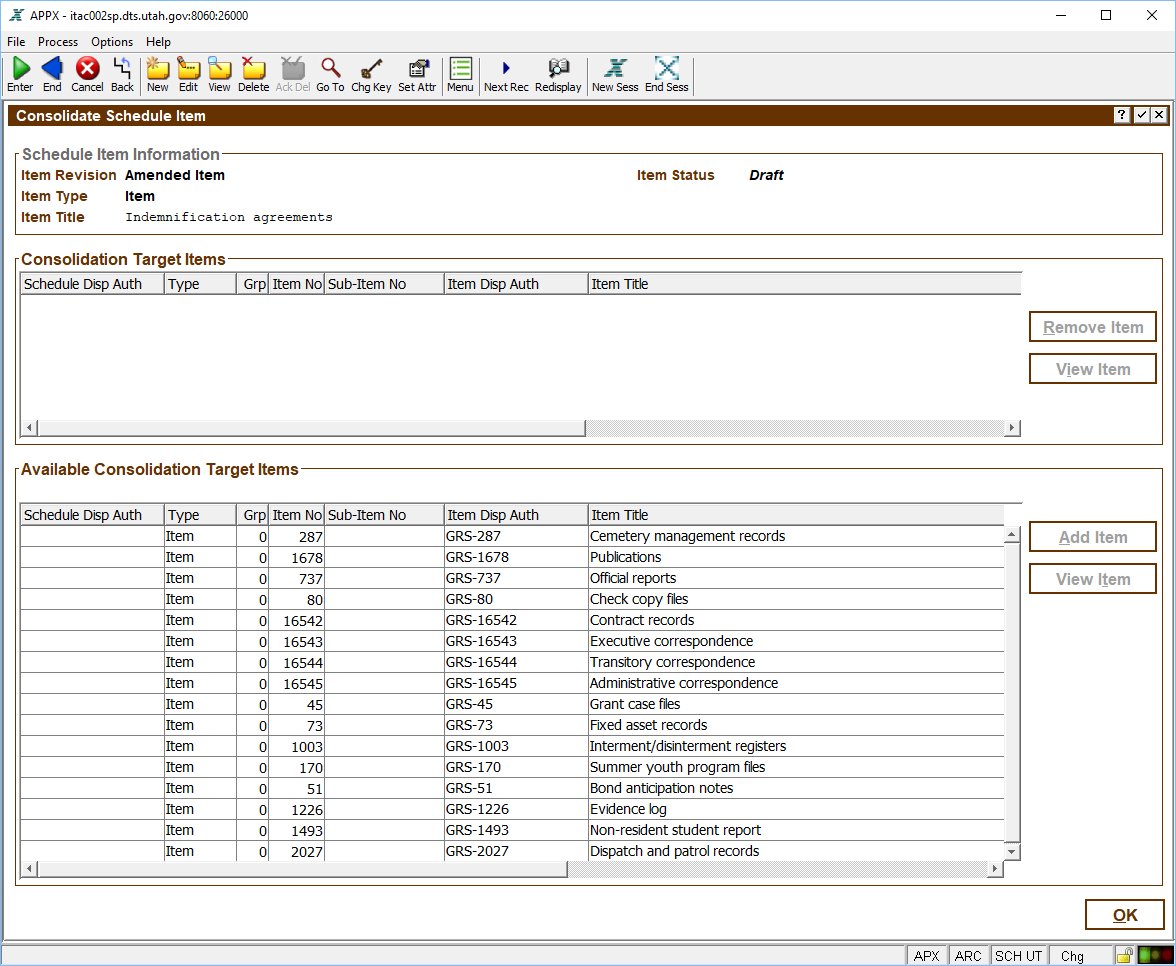 APPX - itac002sp.dts.utah.gov:8060:26000
File Process Options Help
Enter End Cancel Back New Edit View Delete Ack Del Go To Chg Key Set Attr Menu Next Rec Redisplay New Sess End Sess
Consolidate Schedule Item ?
Schedule Item Information
Item Revision Amended Item Item Status Draft
Item Type Item
Item Title Indemnification agreements
Consolidation Target Items
Schedule Disp Auth Type Grp Item No Sub-Item No Item Disp Auth Item Title
Remove Item
View Item
Available Consolidation Target Items
Schedule Disp Auth Type Grp Item No Sub-Item No Item Disp Auth Item Title
Item 0 287 GRS-287 Cemetery management records
Add Item
Item 0 1678 GRS-1678 Publications
Item 0 737 GRS-737 Official reports
View Item
Item 0 80 GRS-80 Check copy files
Item 0 16542 GRS-16542 Contract records
Item 0 16543 GRS-16543 Executive correspondence
Item 0 16544 GRS-16544 Transitory correspondence
Item 0 16545 GRS-16545 Administrative correspondence
Item 0 45 GRS-45 Grant case files
Item 0 73 GRS-73 Fixed asset records
Item 0 1003 GRS-1003 Interment/disinterment registers
Item 0 170 GRS-170 Summer youth program files
Item 0 51 GRS-51 Bond anticipation notes
Item 0 1226 GRS-1226 Evidence log
Item 0 1493 GRS-1493 Non-resident student report
Item 0 2027 GRS-2027 Dispatch and patrol records
OK
APX ARC SCH UT Chg